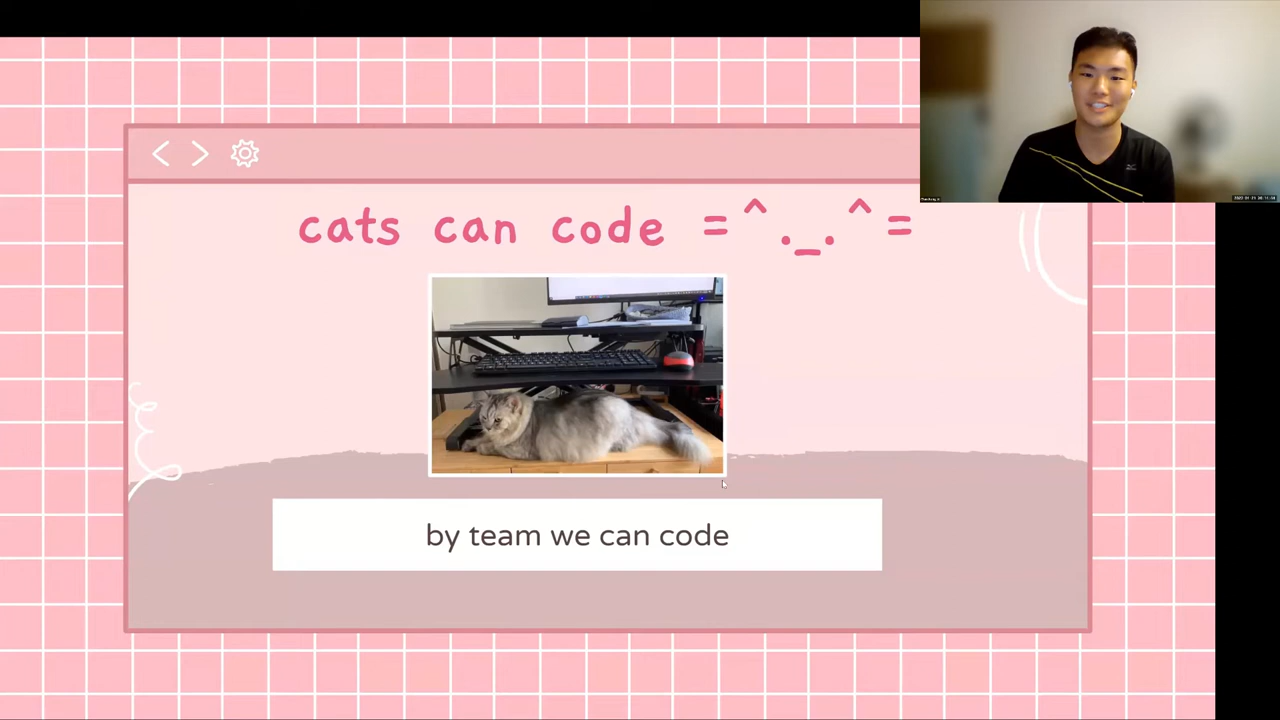 cats can code =^._.^=
by team we can code